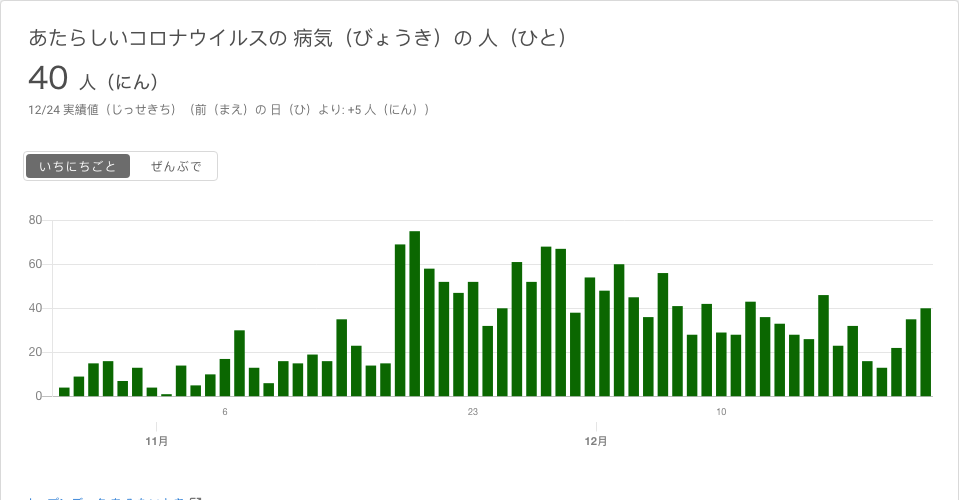 あたらしいコロナウイルスの 病気（びょうき）の 人（ひと）
40 人（にん）
12/24 実績値（じっせきち）（前（まえ）の 日（ひ）より: +5 人（にん））
いちにちごと ぜんぶで
80
60
40
20
0
6 23 10
11月 12月